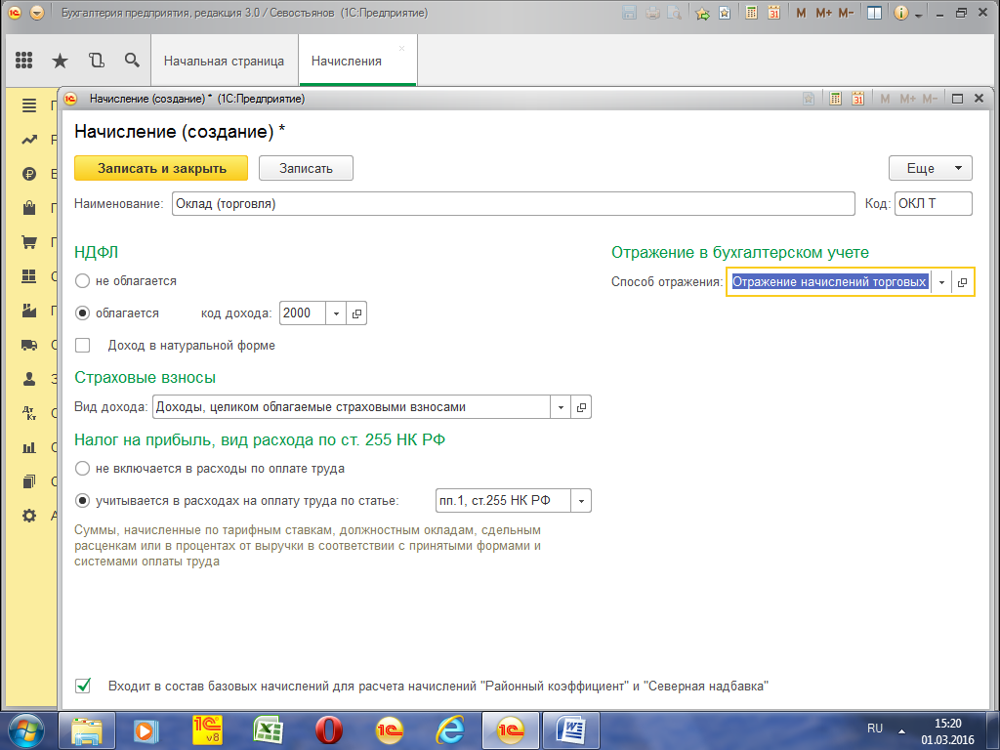 Бухгалтерия предприятия, редакция 3.0 / Севостьянов (1С:Предприятие)
M M+ M-
Начальная страница
Начисления
Начисление (создание) * (1С:Предприятие)
M M+ M-
Начисление (создание) *
Записать и закрыть
Записать
Еще
Наименование: Оклад (торговля)
Код: ОКЛ Т
НДФЛ
Отражение в бухгалтерском учете
не облагается
Способ отражения: Отражение начислений торговых
облагается
код дохода: 2000
Доход в натуральной форме
Страховые взносы
Вид дохода: Доходы, целиком облагаемые страховыми взносами
Налог на прибыль, вид расхода по ст. 255 НК РФ
не включается в расходы по оплате труда
учитывается в расходах на оплату труда по статье: пп.1, ст.255 НК РФ
Суммы, начисленные по тарифным ставкам, должностным окладам, сдельным
расценкам или в процентах от выручки в соответствии с принятыми формами и
системами оплаты труда
Входит в состав базовых начислений для расчета начислений "Районный коэффициент" и "Северная надбавка"
RU
15:20
01.03.2016